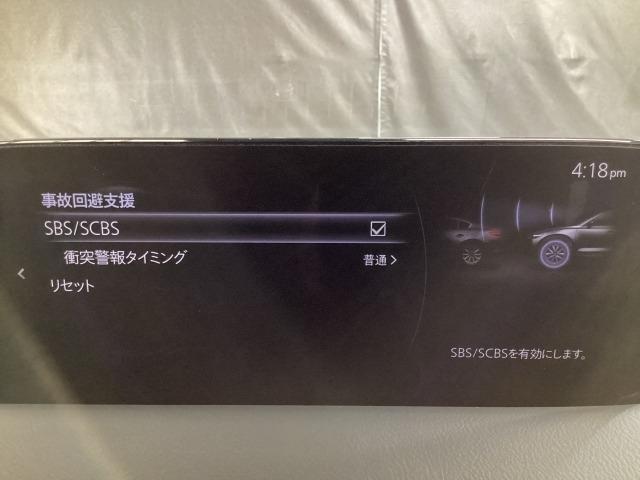 4:18pm
事故回避支援
SBS/SCBS
衝突警報タイミング 普通
リセット
SBS/SCBSを有効にします。